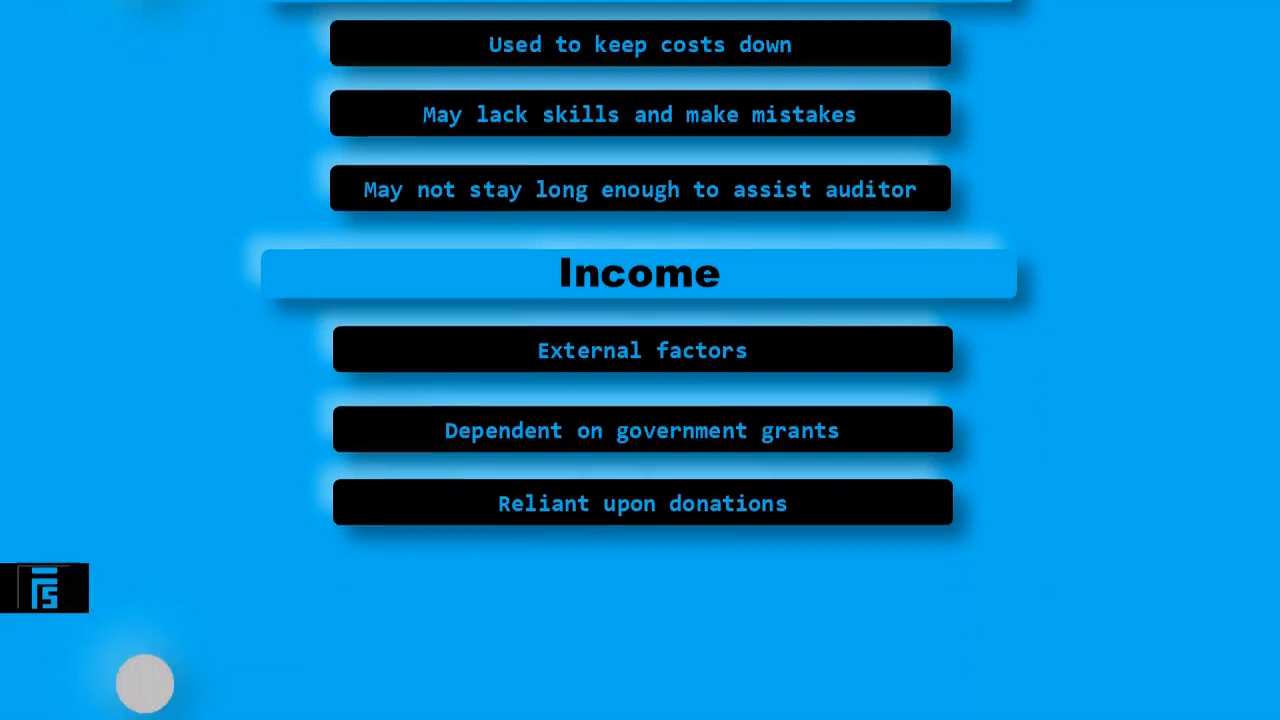 Used to keep costs down
May lack skills and make mistakes
May not stay long enough to assist auditor
Income
External factors
Dependent on government grants
Reliant upon donations